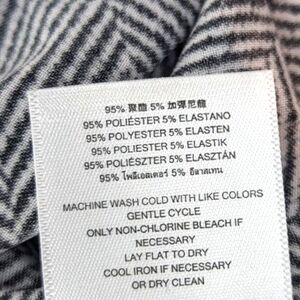 95% 聚酯 5% 加彈尼龍
95% POLIÉSTER 5% ELASTANO
95% POLYESTER 5% ELASTEN
95% POLIESTER 5% ELASTIK
95% POLIÉSZTER 5% ELASZTÁN
95% โพลีเอสเตอร์ 5% อีลาสเทน
MACHINE WASH COLD WITH LIKE COLORS
GENTLE CYCLE
ONLY NON-CHLORINE BLEACH IF
NECESSARY
LAY FLAT TO DRY
COOL IRON IF NECESSARY
OR DRY CLEAN